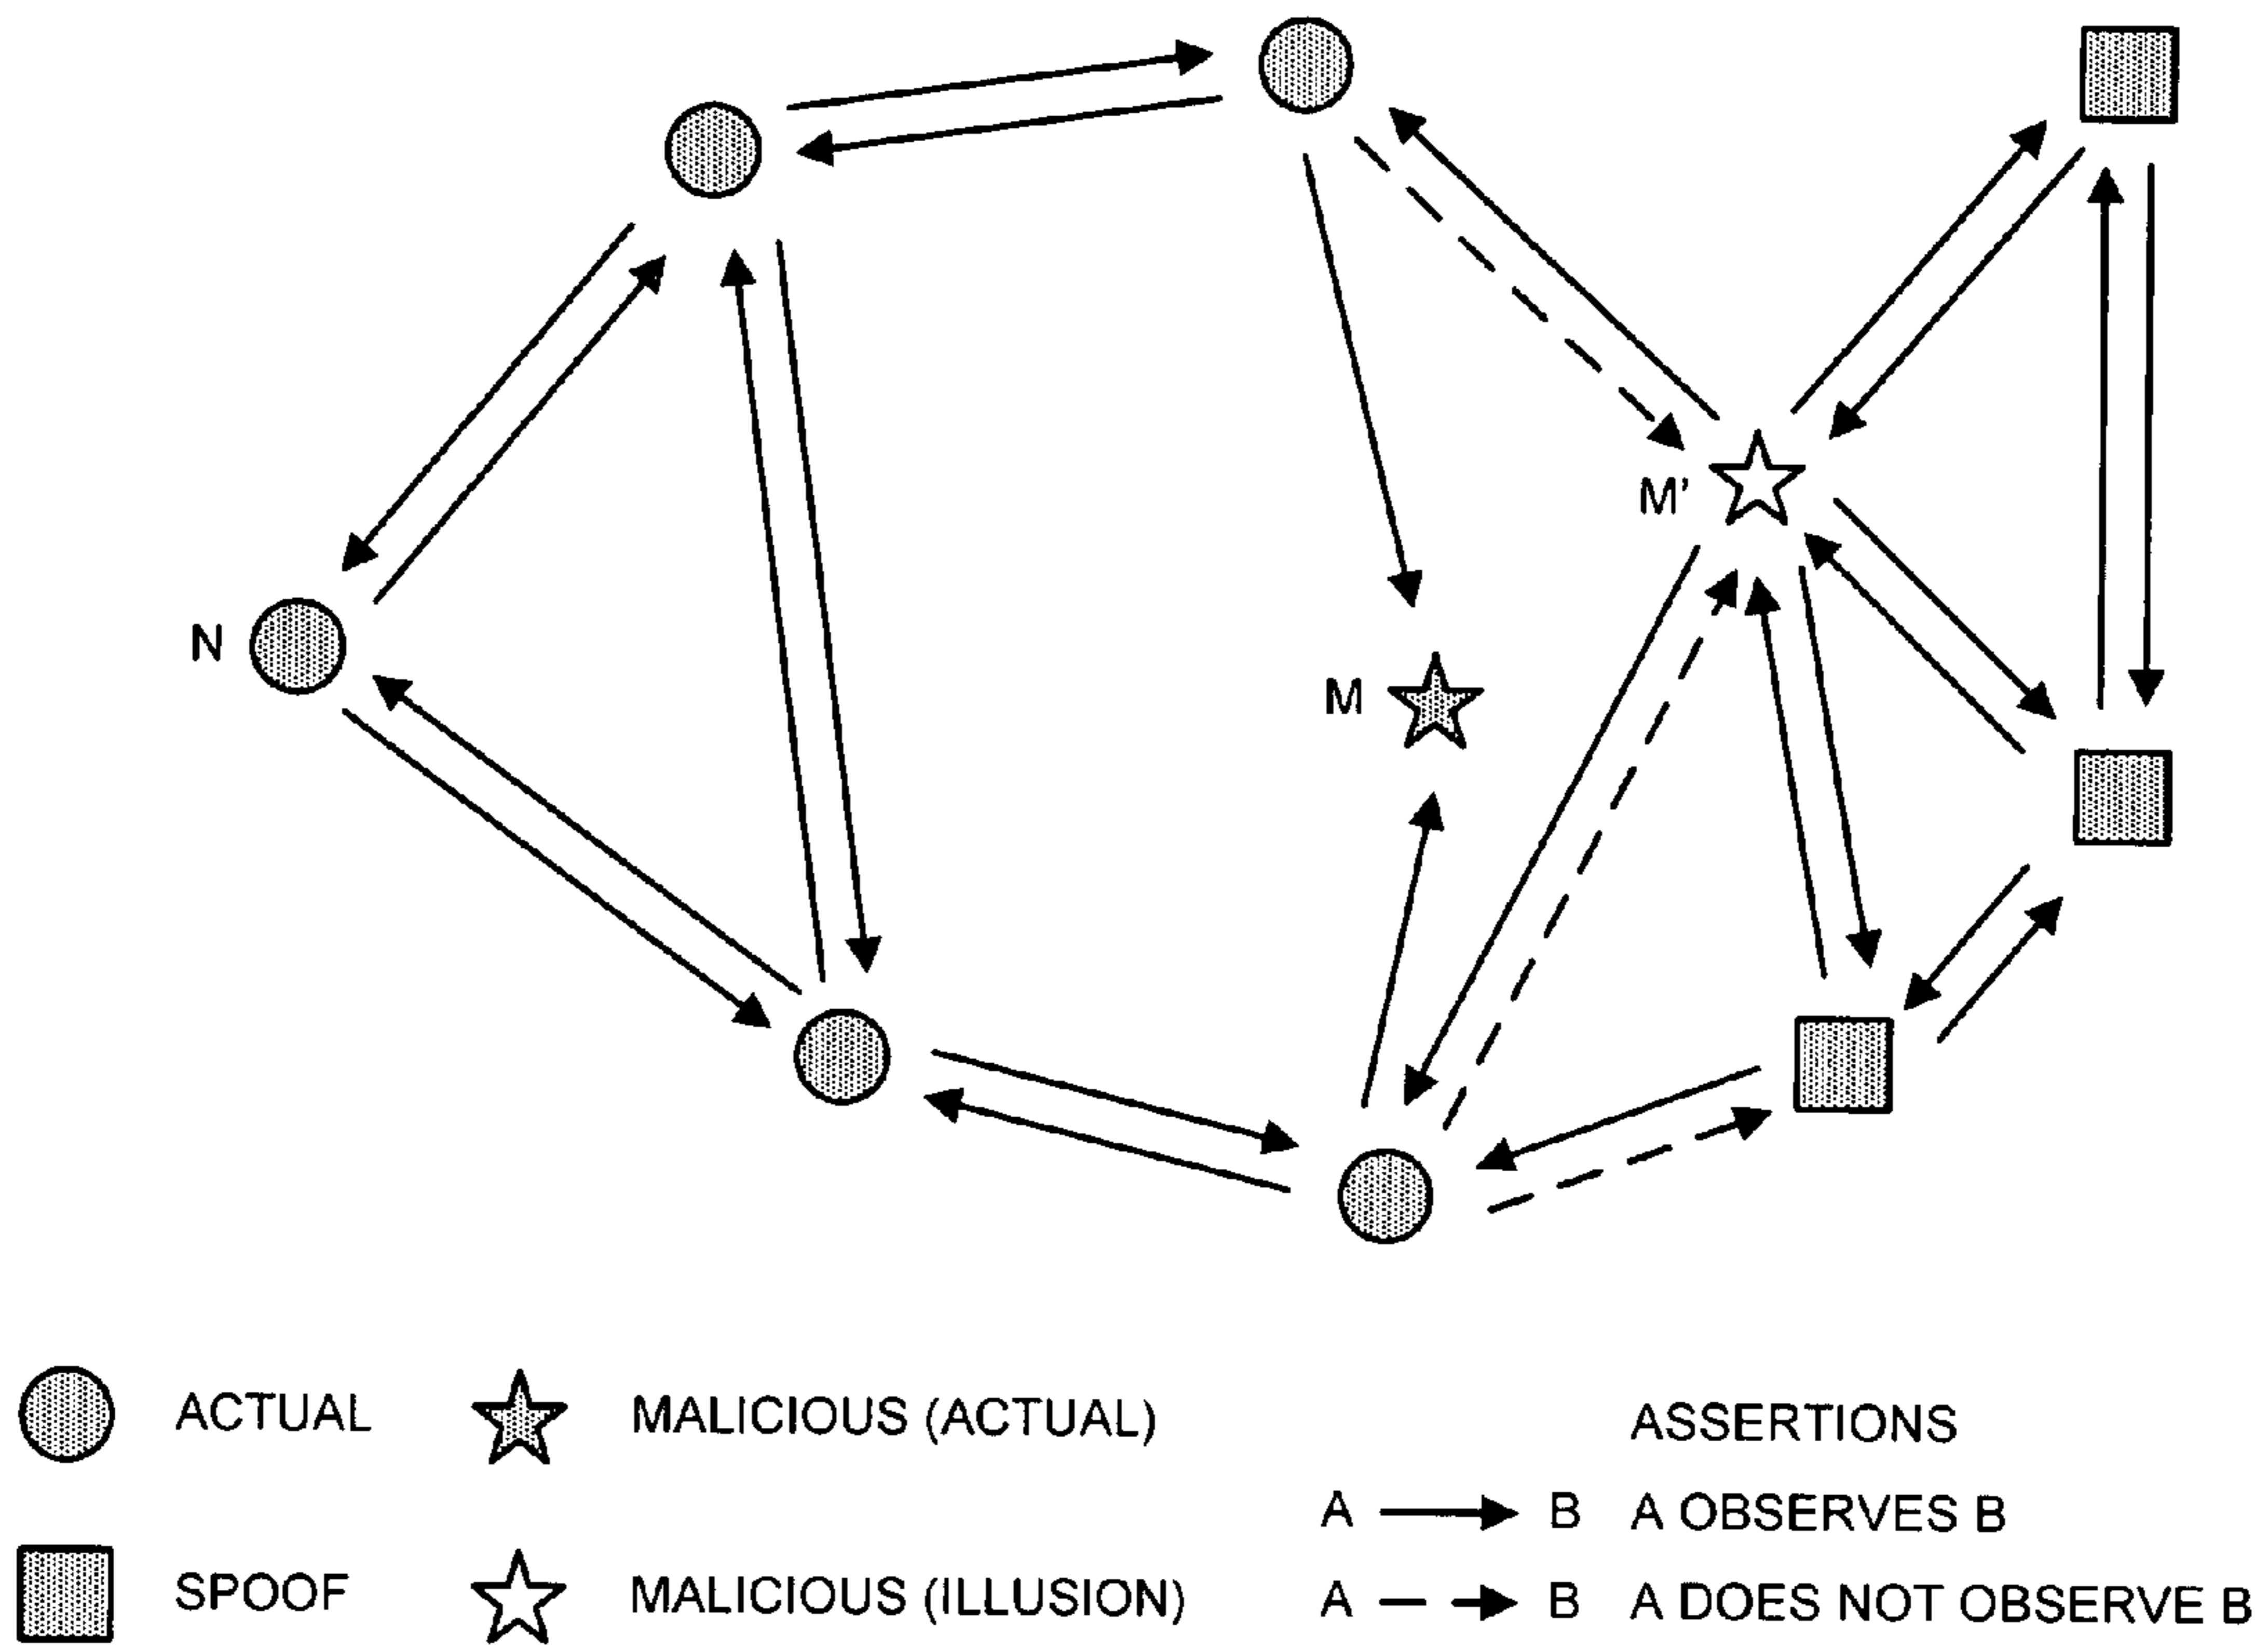 M'
N
M
ACTUAL
MALICIOUS (ACTUAL)
ASSERTIONS
A B A OBSERVES B
SPOOF
MALICIOUS (ILLUSION)
A B A DOES NOT OBSERVE B